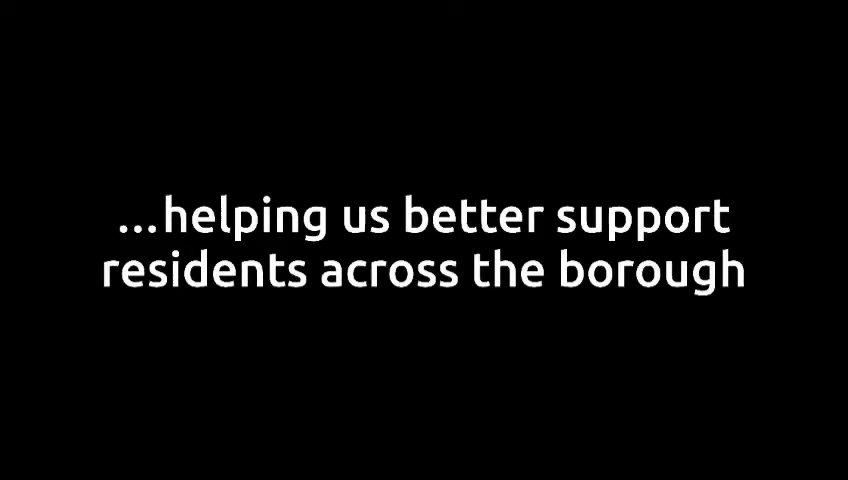 ...helping us better support
residents across the borough